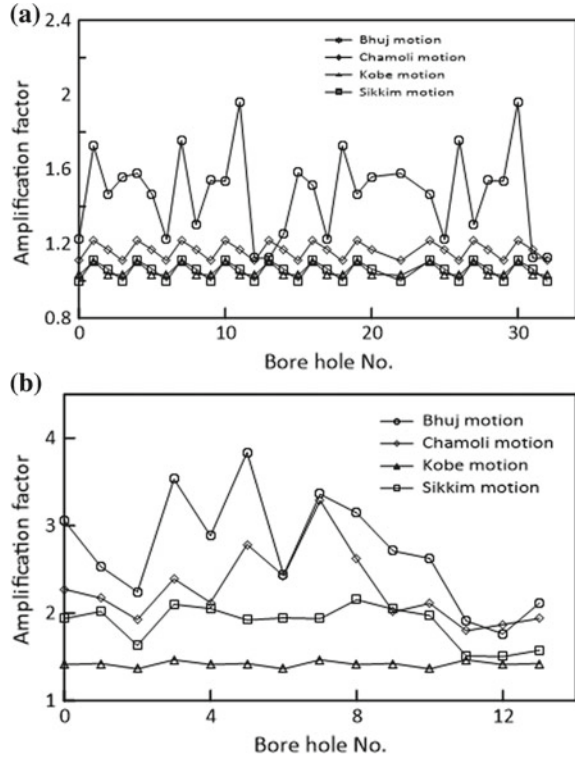 (a)
2.4
2
1.6
1.2
0.8
Amplification factor
Bhuj motion
Chamoli motion
Kobe motion
Sikkim motion
0
10
20
30
Bore hole No.
(b)
4
3
2
1
Amplification factor
Bhuj motion
Chamoli motion
Kobe motion
Sikkim motion
0
4
8
12
Bore hole No.